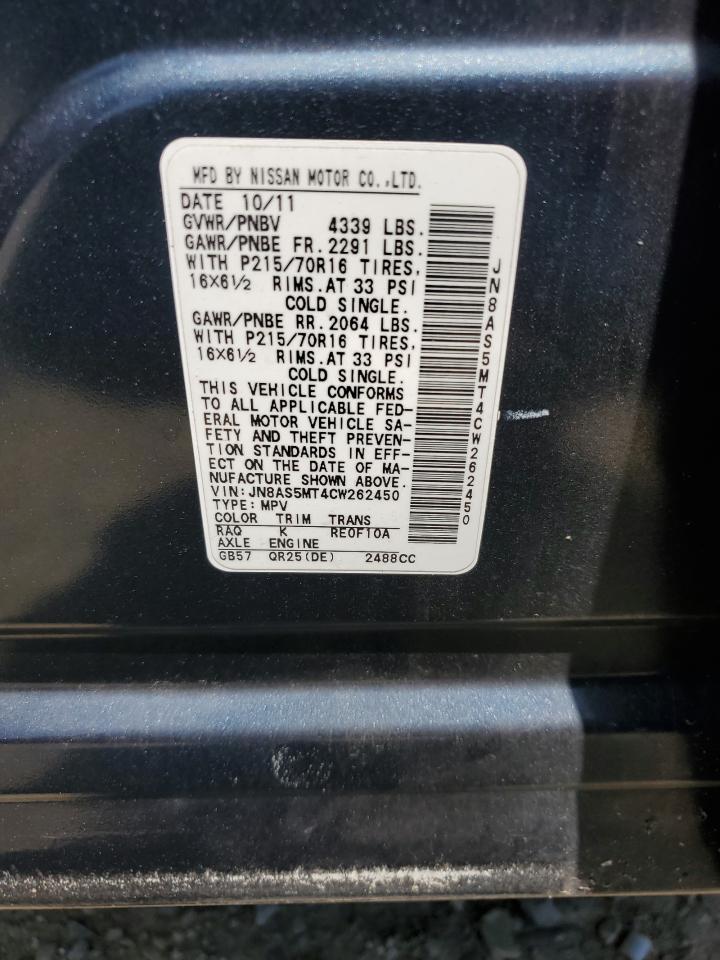 MFD BY NISSAN MOTOR CO.,LTD.
DATE 10/11
GVWR/PNBV 4339 LBS.
GAWR/PNBE FR. 2291 LBS.
WITH P215/70R16 TIRES,
16X6½ RIMS.AT 33 PSI
COLD SINGLE.
GAWR/PNBE RR. 2064 LBS.
WITH P215/70R16 TIRES,
16X6½ RIMS.AT 33 PSI
COLD SINGLE.
THIS VEHICLE CONFORMS
TO ALL APPLICABLE FED-
ERAL MOTOR VEHICLE SA-
FETY AND THEFT PREVEN-
TION STANDARDS IN EFF-
ECT ON THE DATE OF MA-
NUFACTURE SHOWN ABOVE.
VIN:JN8AS5MT4CW262450
TYPE:MPV
COLOR TRIM TRANS
RAQ K RE0F10A
AXLE ENGINE
GB57 QR25(DE) 2488CC
JN8AS5MT4CW262450